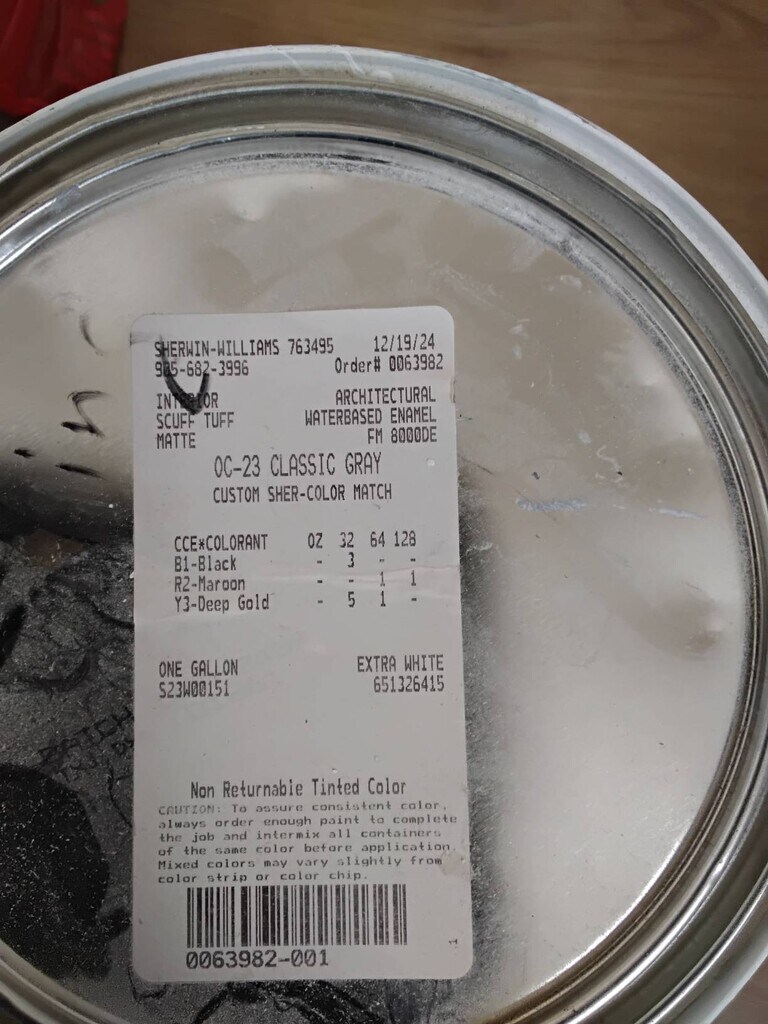 SHERWIN-WILLIAMS 763495 12/19/24
905-682-3996 Order# 0063982
INTERIOR ARCHITECTURAL
SCUFF TUFF WATERBASED ENAMEL
MATTE FM 8000DE
OC-23 CLASSIC GRAY
CUSTOM SHER-COLOR MATCH
CCE*COLORANT OZ 32 64 128
B1-Black - 3 - -
R2-Maroon - - 1 1
Y3-Deep Gold - 5 1 -
ONE GALLON EXTRA WHITE
S23W00151 651326415
Non Returnable Tinted Color
CAUTION: To assure consistent color,
always order enough paint to complete
the job and intermix all containers
of the same color before application.
Mixed colors may vary slightly from
color strip or color chip.
0063982-001
BATCH